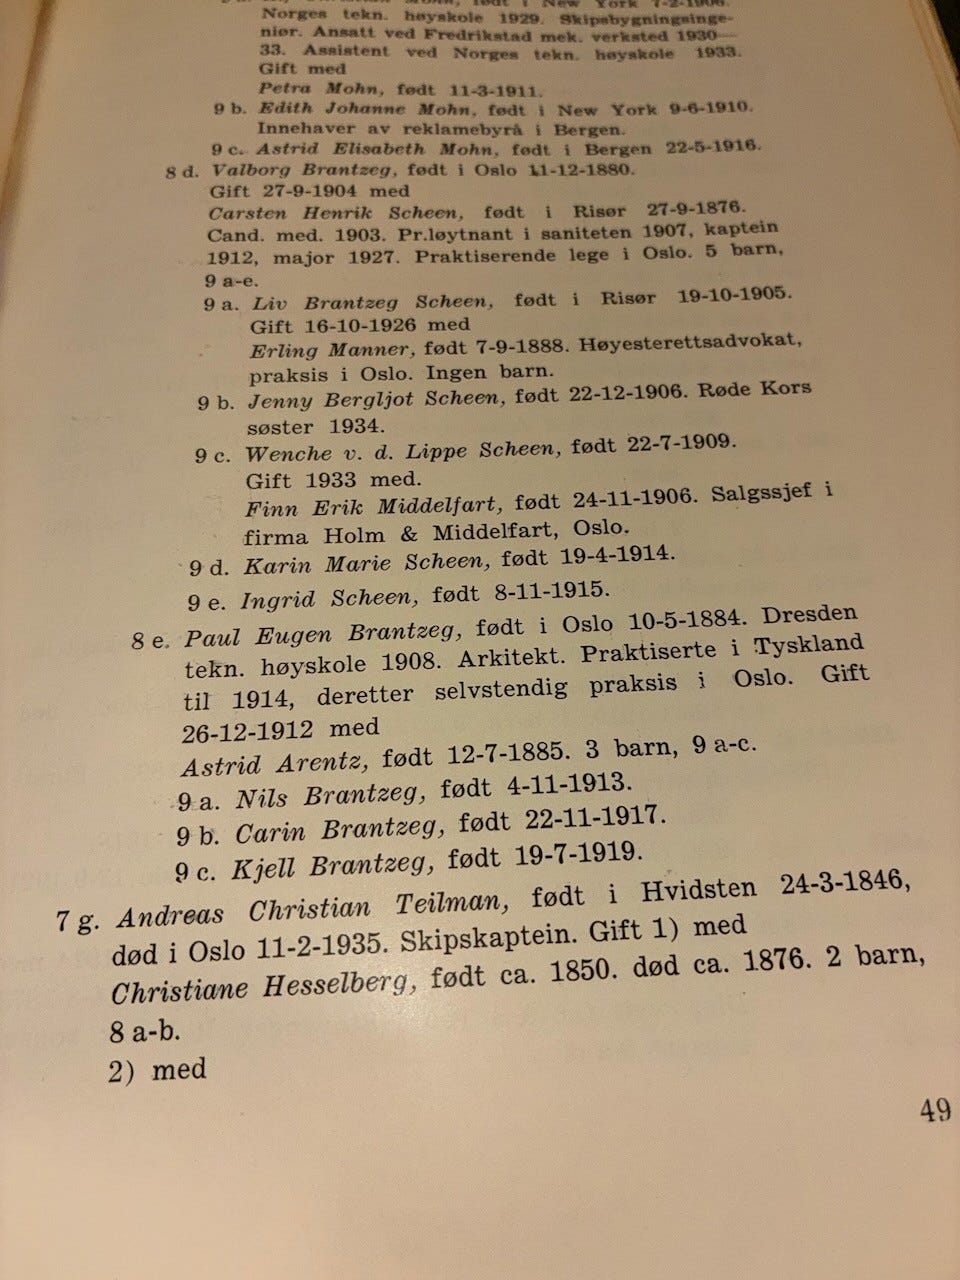 født i New York 7-2-1906.
Norges tekn. høyskole 1929. Skipsbygningsinge-
niør. Ansatt ved Fredrikstad mek. verksted 1930—
33. Assistent ved Norges tekn. høyskole 1933.
Gift med
Petra Mohn, født 11-3-1911.
9 b. Edith Johanne Mohn, født i New York 9-6-1910.
Innehaver av reklamebyrå i Bergen.
9 c. Astrid Elisabeth Mohn, født i Bergen 22-5-1916.
8 d. Valborg Brantzeg, født i Oslo 11-12-1880.
Gift 27-9-1904 med
Carsten Henrik Scheen, født i Risør 27-9-1876.
Cand. med. 1903. Pr.løytnant i saniteten 1907, kaptein
1912, major 1927. Praktiserende lege i Oslo. 5 barn,
9 a-e.
9 a. Liv Brantzeg Scheen, født i Risør 19-10-1905.
Gift 16-10-1926 med
Erling Manner, født 7-9-1888. Høyesterettsadvokat,
praksis i Oslo. Ingen barn.
9 b. Jenny Bergljot Scheen, født 22-12-1906. Røde Kors
søster 1934.
9 c. Wenche v. d. Lippe Scheen, født 22-7-1909.
Gift 1933 med.
Finn Erik Middelfart, født 24-11-1906. Salgssjef i
firma Holm & Middelfart, Oslo.
9 d. Karin Marie Scheen, født 19-4-1914.
9 e. Ingrid Scheen, født 8-11-1915.
8 e. Paul Eugen Brantzeg, født i Oslo 10-5-1884. Dresden
tekn. høyskole 1908. Arkitekt. Praktiserte i Tyskland
til 1914, deretter selvstendig praksis i Oslo. Gift
26-12-1912 med
Astrid Arentz, født 12-7-1885. 3 barn, 9 a-c.
9 a. Nils Brantzeg, født 4-11-1913.
9 b. Carin Brantzeg, født 22-11-1917.
9 c. Kjell Brantzeg, født 19-7-1919.
7 g. Andreas Christian Teilman, født i Hvidsten 24-3-1846,
død i Oslo 11-2-1935. Skipskaptein. Gift 1) med
Christiane Hesselberg, født ca. 1850. død ca. 1876. 2 barn,
8 a-b.
2) med
49